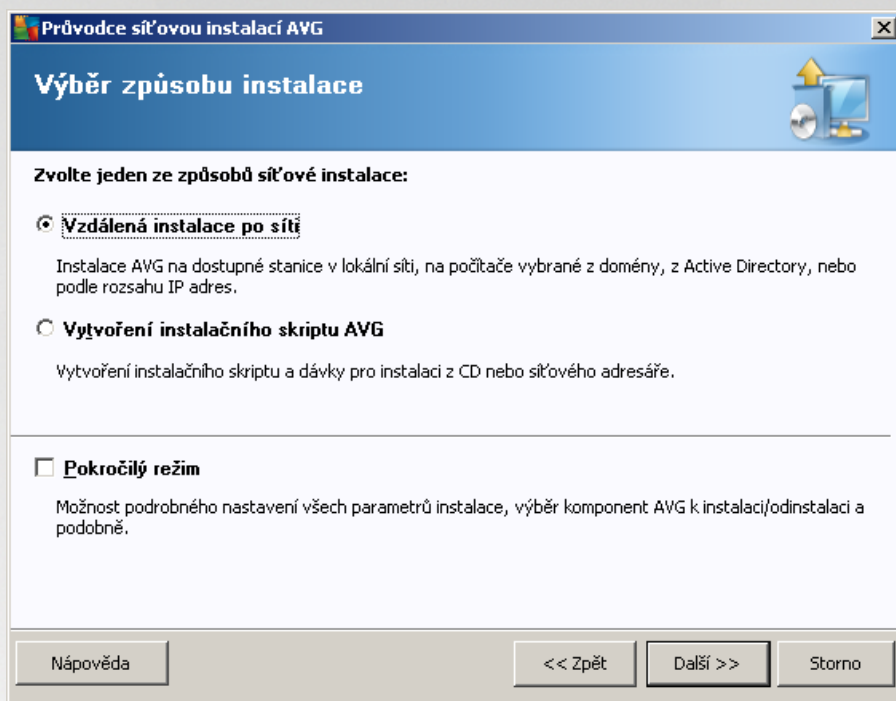 Průvodce síťovou instalací AVG
Výběr způsobu instalace
Zvolte jeden ze způsobů síťové instalace:
Vzdálená instalace po síti
Instalace AVG na dostupné stanice v lokální síti, na počítače vybrané z domény, z Active Directory, nebo
podle rozsahu IP adres.
Vytvoření instalačního skriptu AVG
Vytvoření instalačního skriptu a dávky pro instalaci z CD nebo síťového adresáře.
Pokročilý režim
Možnost podrobného nastavení všech parametrů instalace, výběr komponent AVG k instalaci/odinstalaci a
podobně.
Nápověda
<< Zpět
Další >>
Storno